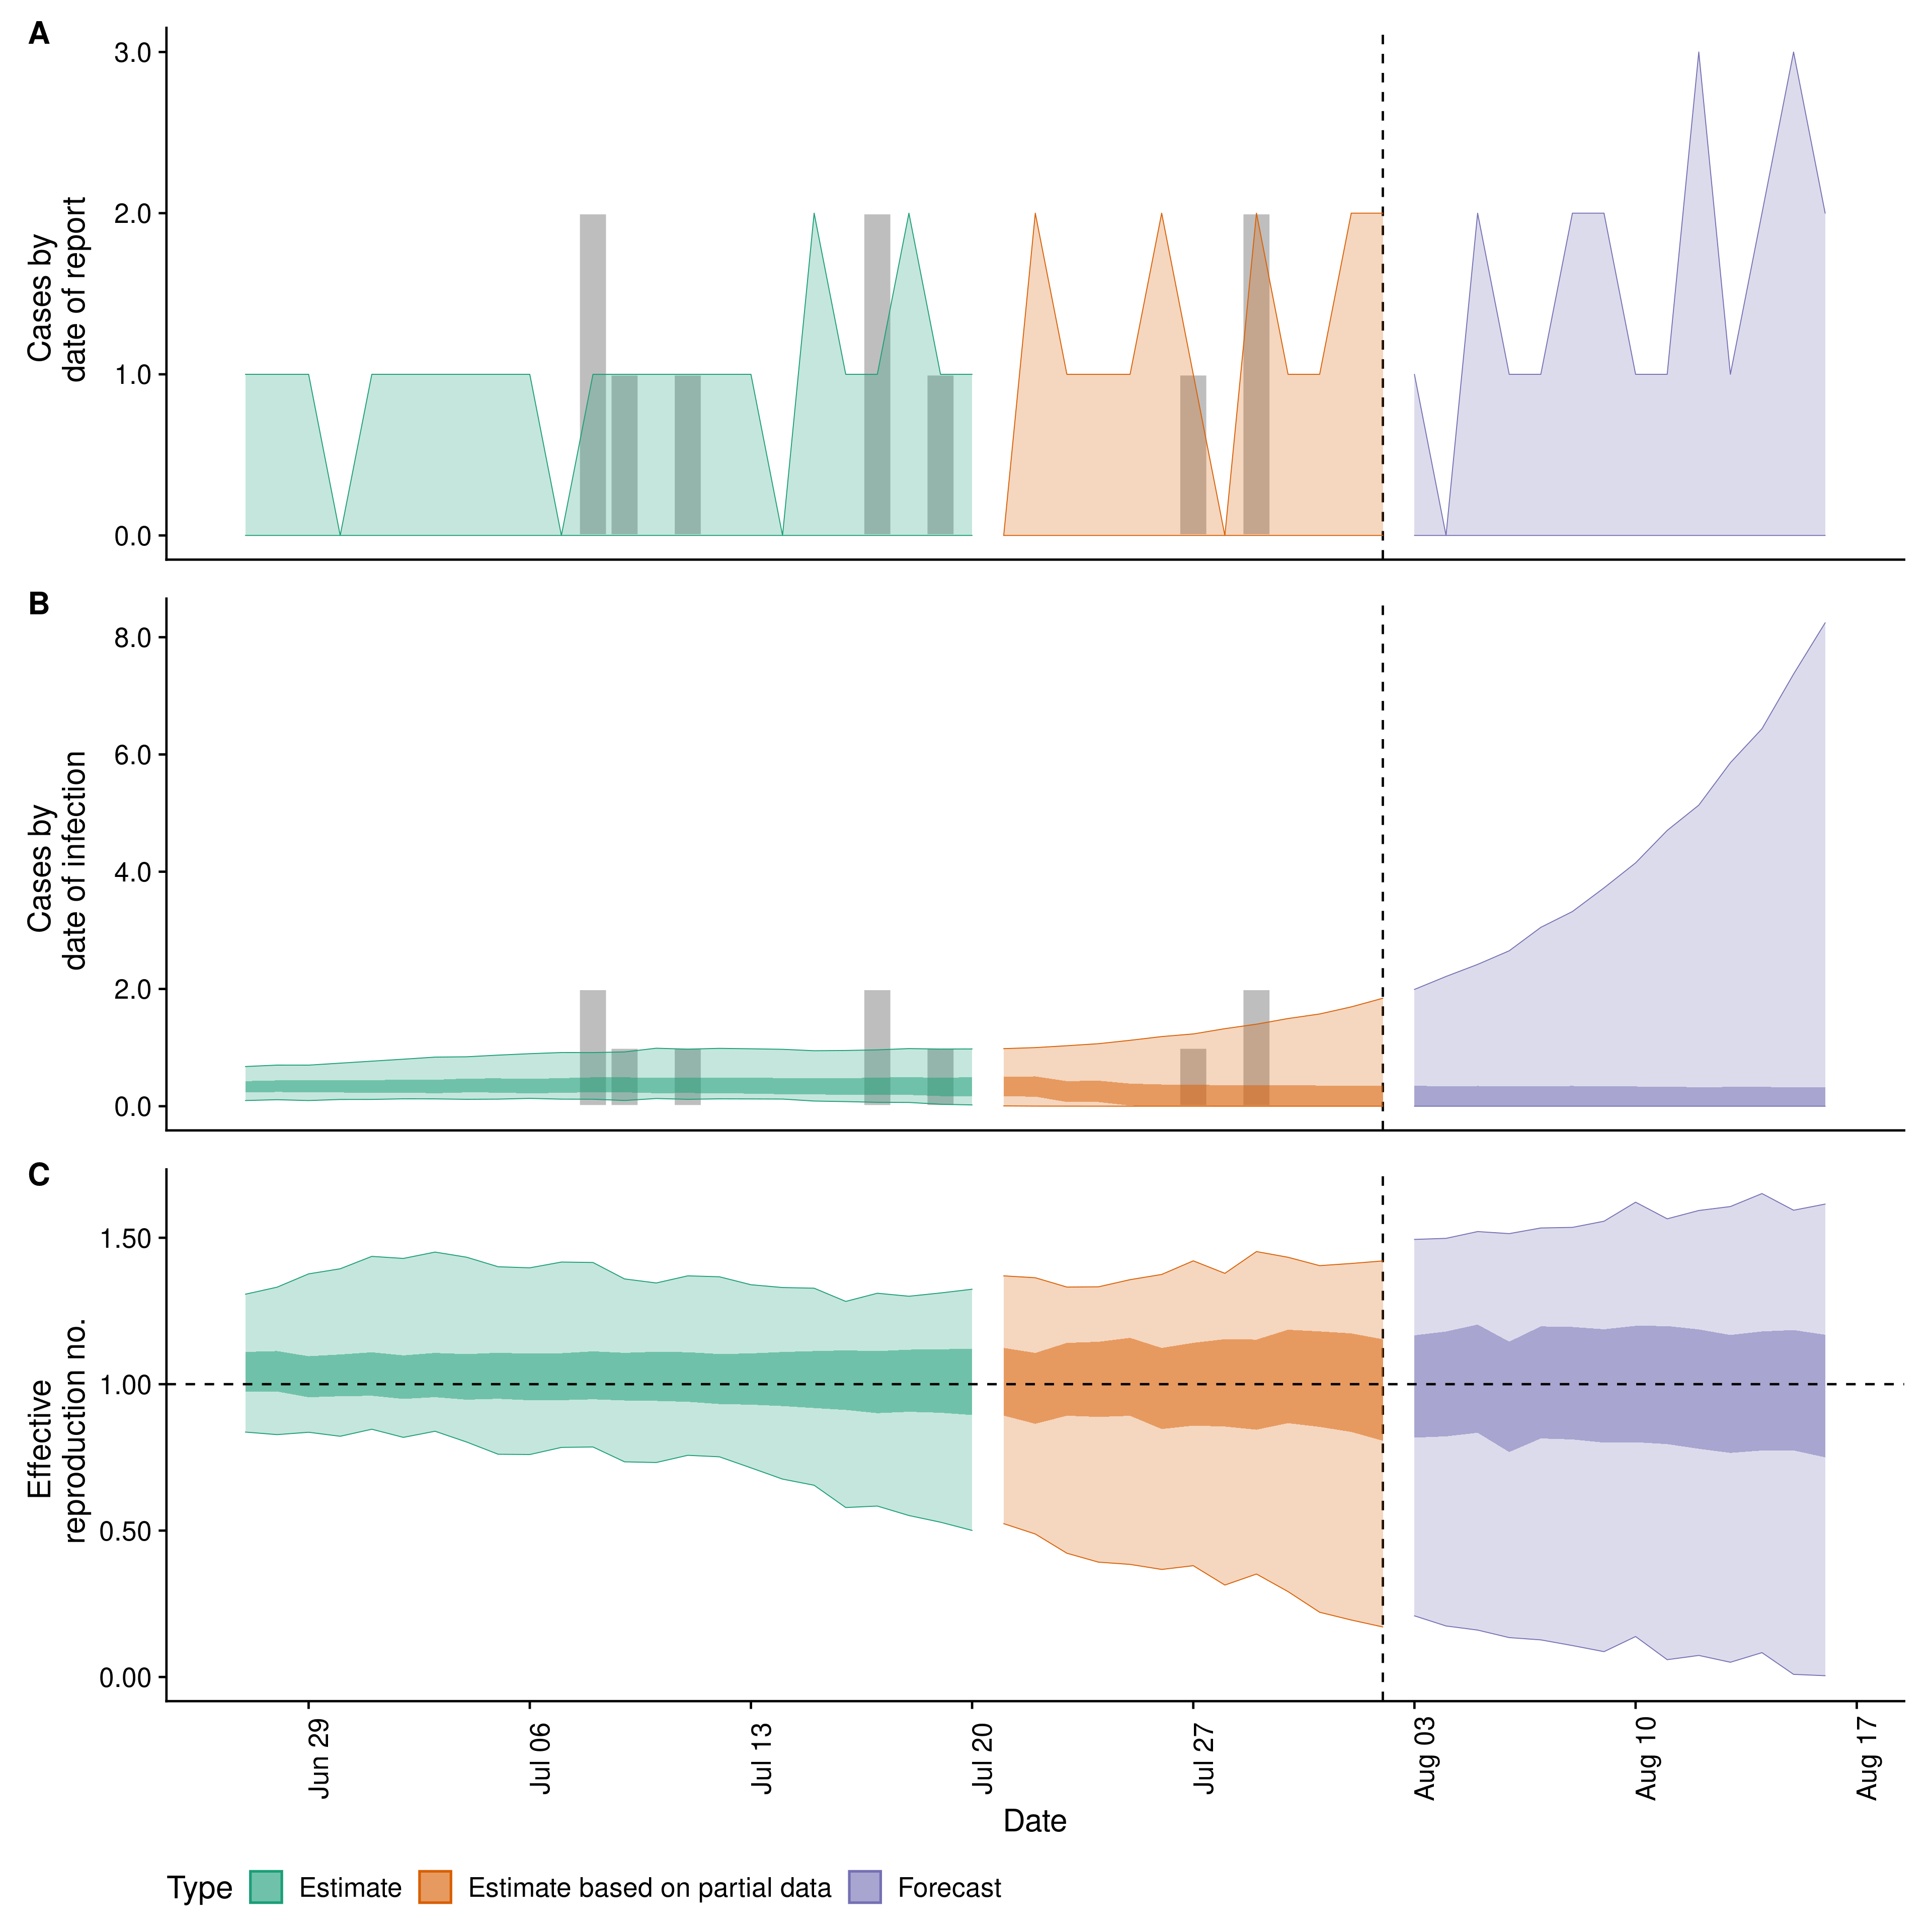 A
Cases by
date of report
3.0
2.0
1.0
0.0
B
Cases by
date of infection
8.0
6.0
4.0
2.0
0.0
C
Effective
reproduction no.
1.50
1.00
0.50
0.00
Jun 29
Jul 06
Jul 13
Jul 20
Jul 27
Aug 03
Aug 10
Aug 17
Date
Type Estimate Estimate based on partial data Forecast